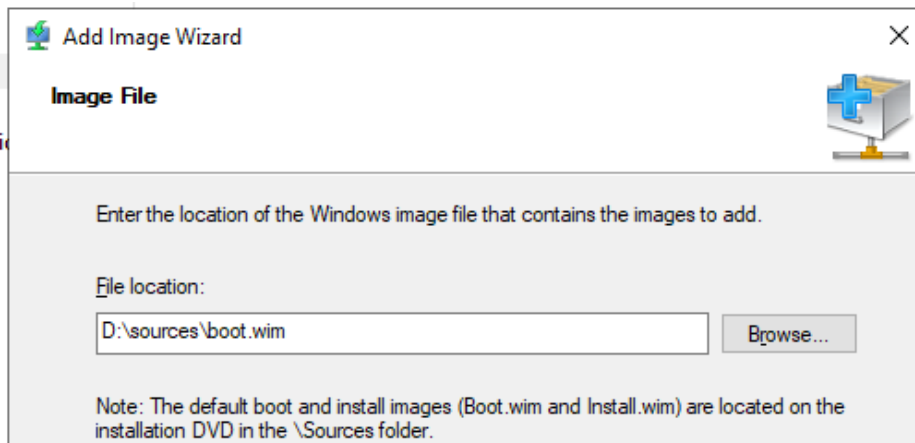 Add Image Wizard
Image File
Enter the location of the Windows image file that contains the images to add.
File location:
D:\sources\boot.wim
Browse...
Note: The default boot and install images (Boot.wim and Install.wim) are located on the
installation DVD in the \Sources folder.